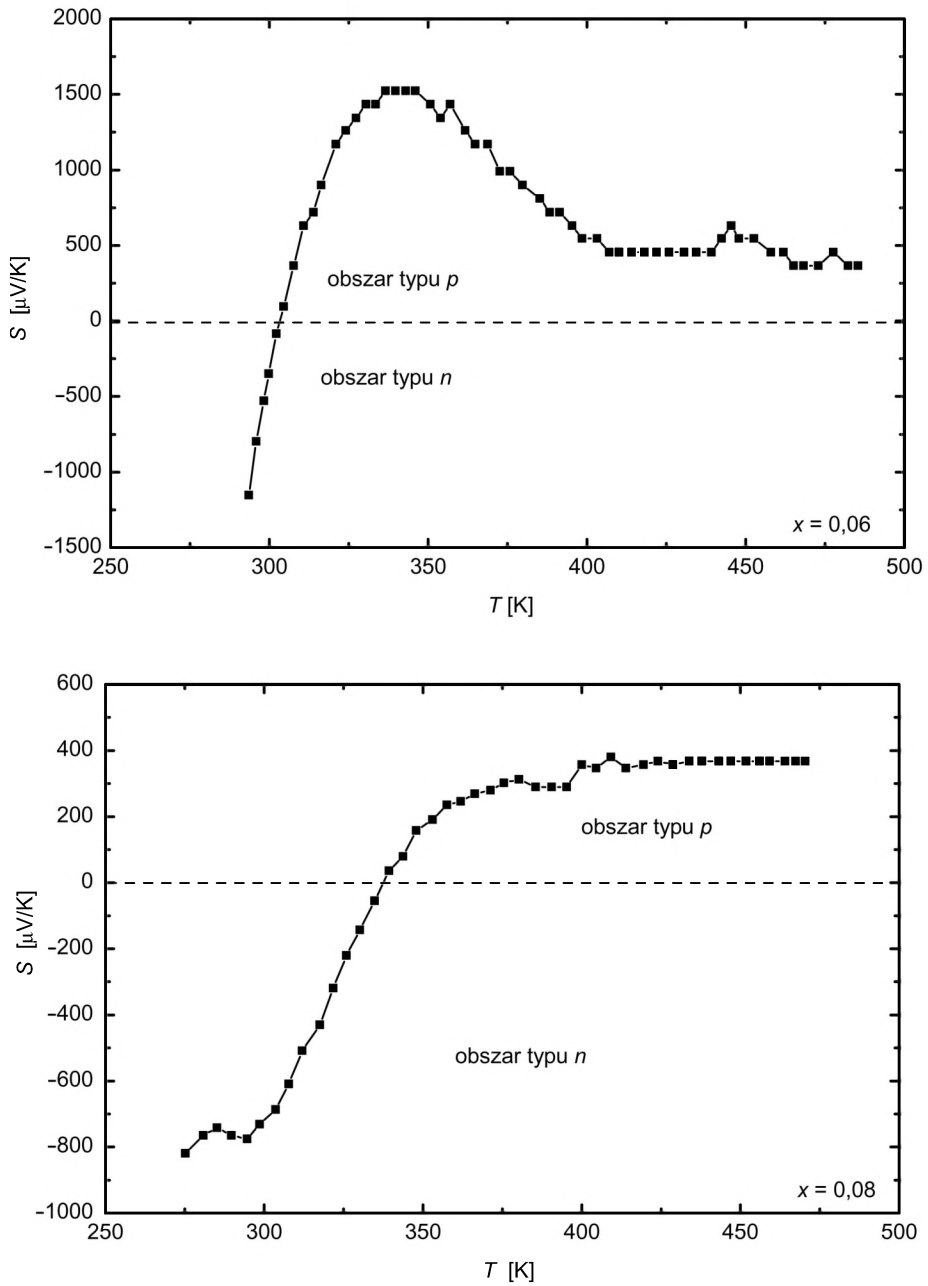 2000
1500
1000
500
0
−500
−1000
−1500
S [μV/K]
obszar typu p
obszar typu n
x = 0,06
250 300 350 400 450 500
T [K]
600
400
200
0
−200
−400
−600
−800
−1000
S [μV/K]
obszar typu p
obszar typu n
x = 0,08
250 300 350 400 450 500
T [K]